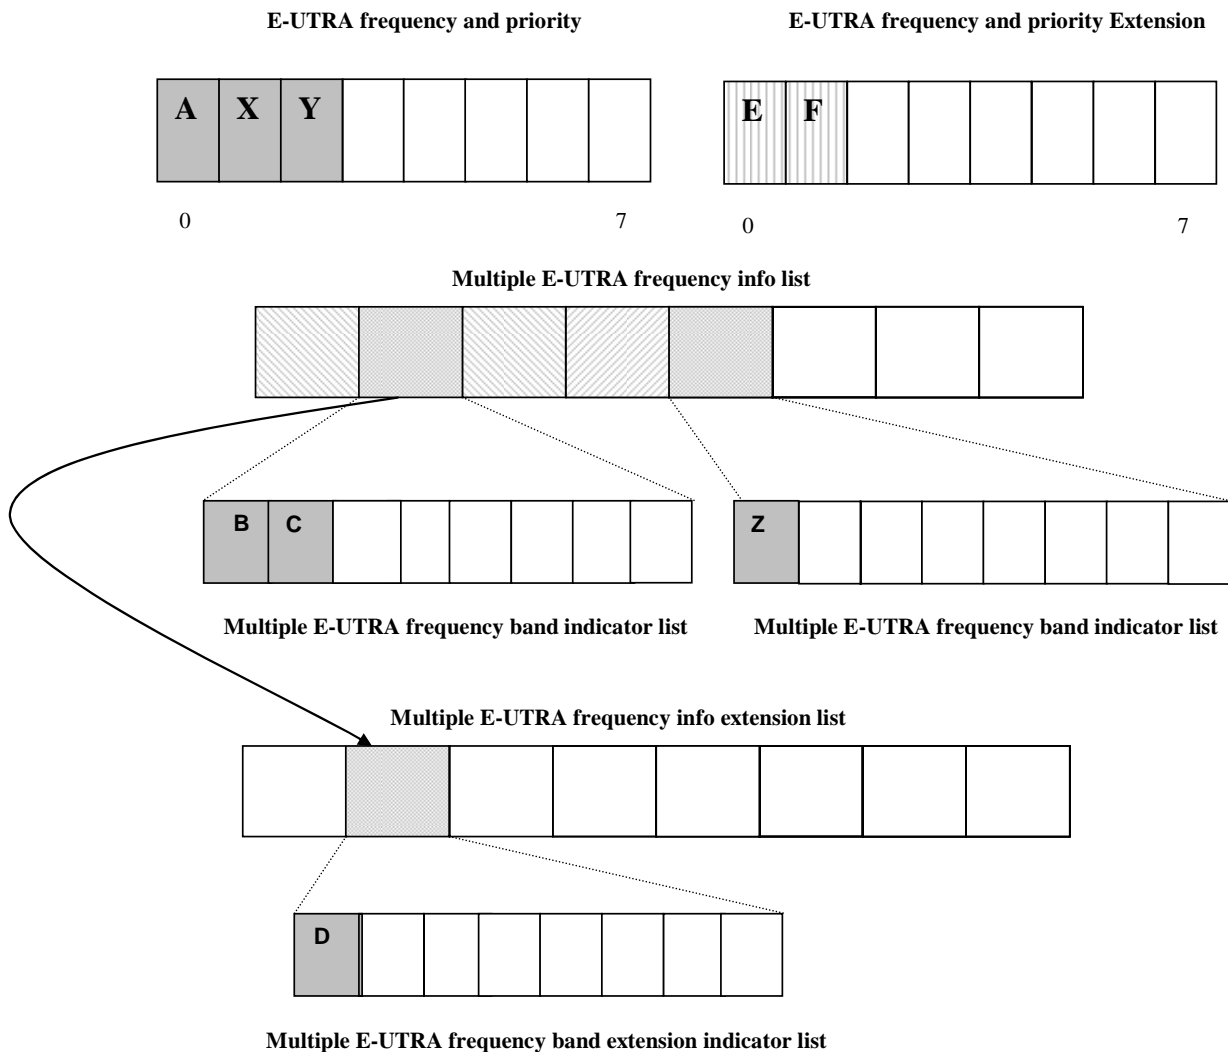 E-UTRA frequency and priority
E-UTRA frequency and priority Extension
A X Y
E F
0 7
0 7
Multiple E-UTRA frequency info list
B C
Z
Multiple E-UTRA frequency band indicator list
Multiple E-UTRA frequency band indicator list
Multiple E-UTRA frequency info extension list
D
Multiple E-UTRA frequency band extension indicator list